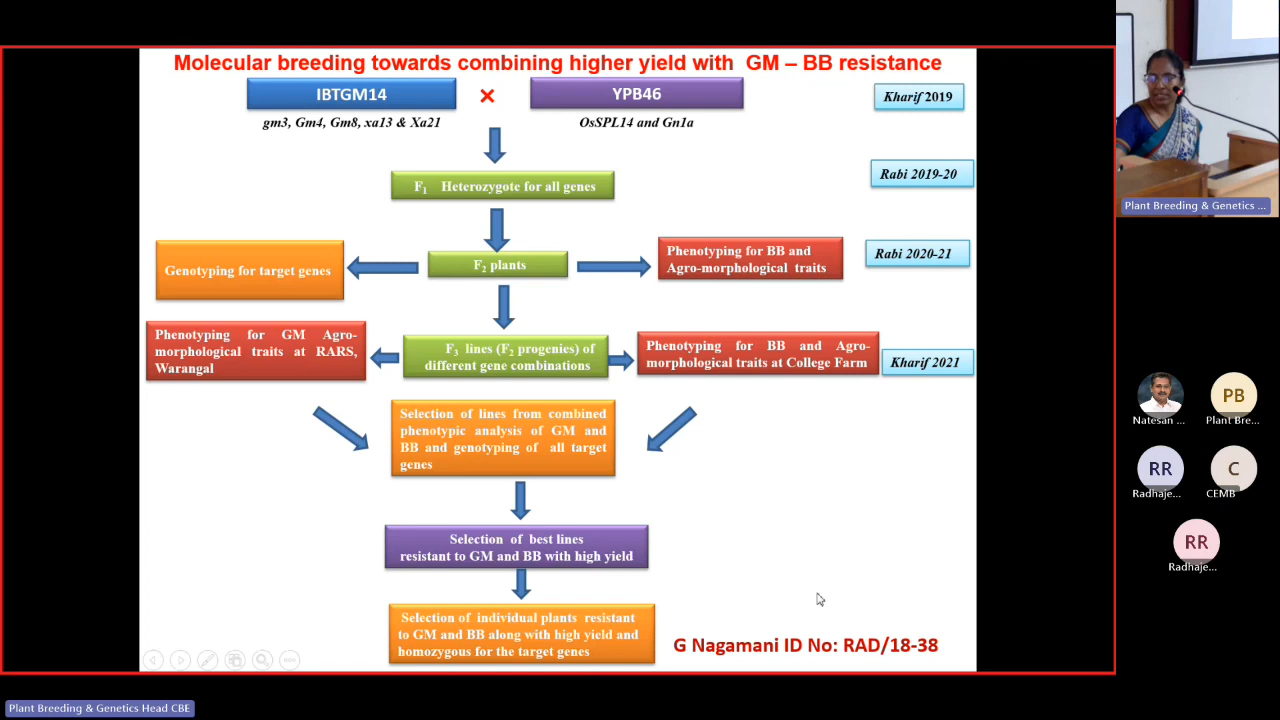 Molecular breeding towards combining higher yield with GM – BB resistance
IBTGM14
×
YPB46
Kharif 2019
gm3, Gm4, Gm8, xa13 & Xa21
OsSPL14 and Gn1a
Rabi 2019-20
F1 Heterozygote for all genes
Genotyping for target genes
F2 plants
Phenotyping for BB and
Agro-morphological traits
Rabi 2020-21
Phenotyping for GM Agro-
morphological traits at RARS,
Warangal
F3 lines (F2 progenies) of
different gene combinations
Phenotyping for BB and Agro-
morphological traits at College Farm
Kharif 2021
Selection of lines from combined
phenotypic analysis of GM and
BB and genotyping of all target
genes
Selection of best lines
resistant to GM and BB with high yield
Selection of individual plants resistant
to GM and BB along with high yield and
homozygous for the target genes
G Nagamani ID No: RAD/18-38
Plant Breeding & Genetics ...
Natesan ...
PB
Plant Bre...
RR
Radhaje...
C
CEMB
RR
Radhaje...
Plant Breeding & Genetics Head CBE